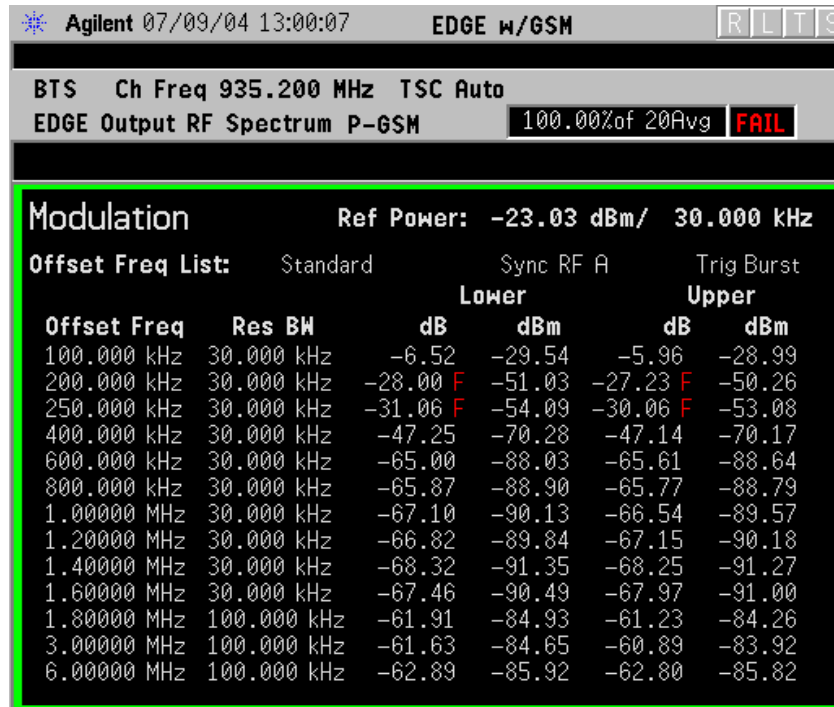 Agilent 07/09/04 13:00:07 EDGE w/GSM R L T S
BTS Ch Freq 935.200 MHz TSC Auto
EDGE Output RF Spectrum P-GSM 100.00%of 20Avg FAIL
Modulation Ref Power: -23.03 dBm/ 30.000 kHz
Offset Freq List: Standard Sync RF A Trig Burst
Lower Upper
Offset Freq Res BW dB dBm dB dBm
100.000 kHz 30.000 kHz -6.52 -29.54 -5.96 -28.99
200.000 kHz 30.000 kHz -28.00 F -51.03 -27.23 F -50.26
250.000 kHz 30.000 kHz -31.06 F -54.09 -30.06 F -53.08
400.000 kHz 30.000 kHz -47.25 -70.28 -47.14 -70.17
600.000 kHz 30.000 kHz -65.00 -88.03 -65.61 -88.64
800.000 kHz 30.000 kHz -65.87 -88.90 -65.77 -88.79
1.00000 MHz 30.000 kHz -67.10 -90.13 -66.54 -89.57
1.20000 MHz 30.000 kHz -66.82 -89.84 -67.15 -90.18
1.40000 MHz 30.000 kHz -68.32 -91.35 -68.25 -91.27
1.60000 MHz 30.000 kHz -67.46 -90.49 -67.97 -91.00
1.80000 MHz 100.000 kHz -61.91 -84.93 -61.23 -84.26
3.00000 MHz 100.000 kHz -61.63 -84.65 -60.89 -83.92
6.00000 MHz 100.000 kHz -62.89 -85.92 -62.80 -85.82